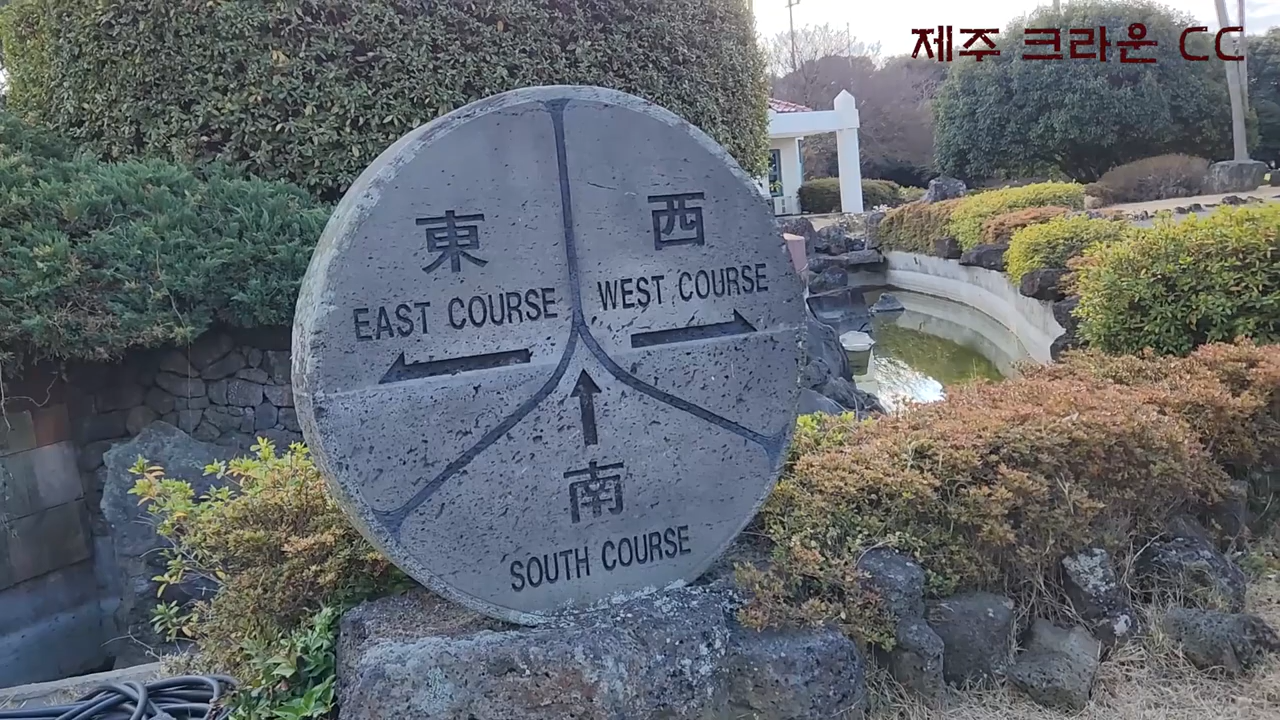 제주 크라운 CC
東
EAST COURSE
西
WEST COURSE
南
SOUTH COURSE